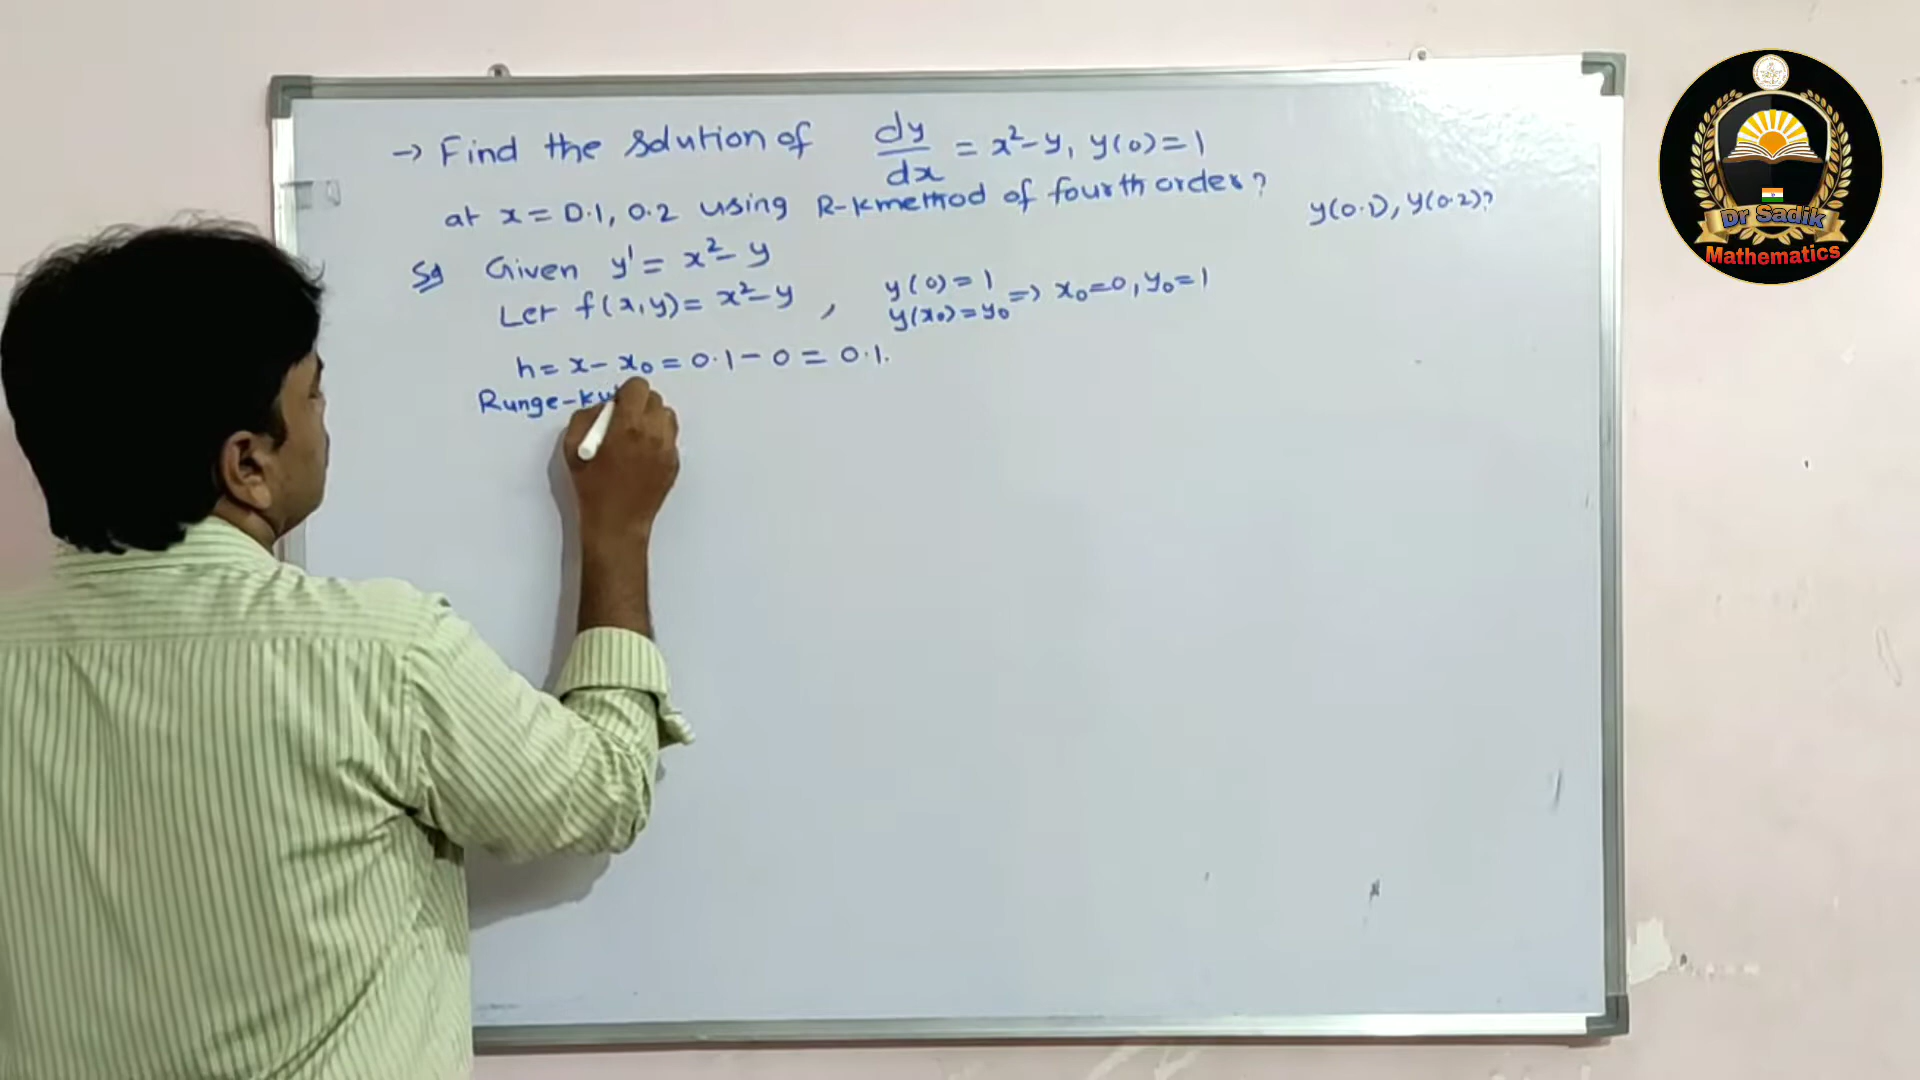 → Find the solution of dy/dx = x² - y, y(0) = 1
at x = 0.1, 0.2 using R-K method of fourth order?
y(0.1), y(0.2)?
Sol Given y' = x² - y
Let f(x,y) = x² - y , y(0) = 1
y(x₀) = y₀ => x₀ = 0, y₀ = 1
h = x - x₀ = 0.1 - 0 = 0.1.
Runge-Ku
Dr Sadik
Mathematics